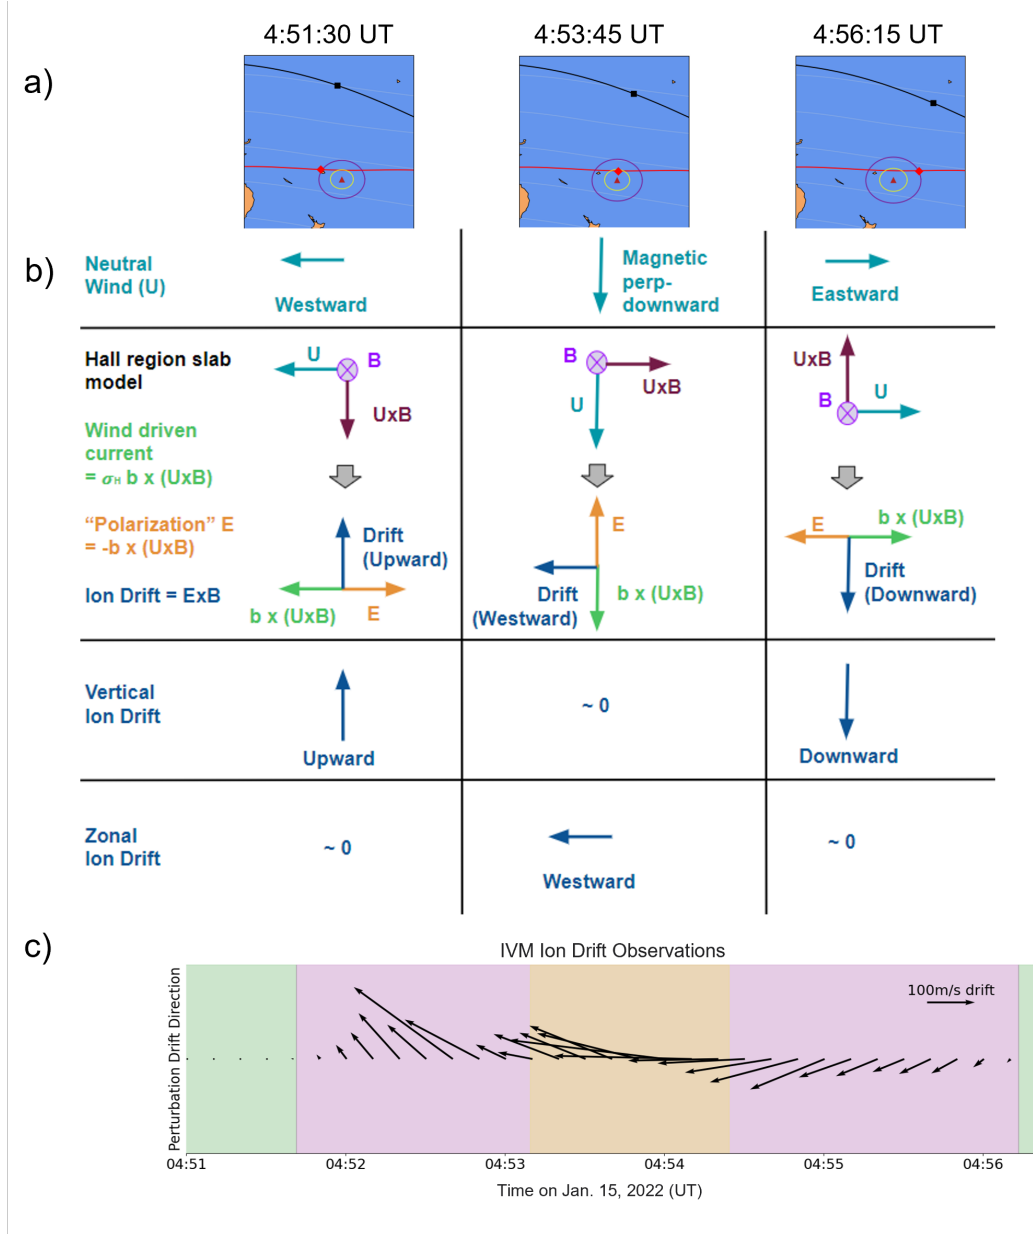 4:51:30 UT
4:53:45 UT
4:56:15 UT
a)
b)
Neutral
Wind (U)
Westward
Magnetic
perp-
downward
Eastward
Hall region slab
model
Wind driven
current
= σH b x (UxB)
“Polarization” E
= -b x (UxB)
Ion Drift = ExB
U
B
UxB
Drift
(Upward)
b x (UxB)
E
B
UxB
U
E
Drift
(Westward)
b x (UxB)
UxB
B
U
E
b x (UxB)
Drift
(Downward)
Vertical
Ion Drift
Upward
~ 0
Downward
Zonal
Ion Drift
~ 0
Westward
~ 0
c)
IVM Ion Drift Observations
Perturbation Drift Direction
100m/s drift
04:51
04:52
04:53
04:54
04:55
04:56
Time on Jan. 15, 2022 (UT)